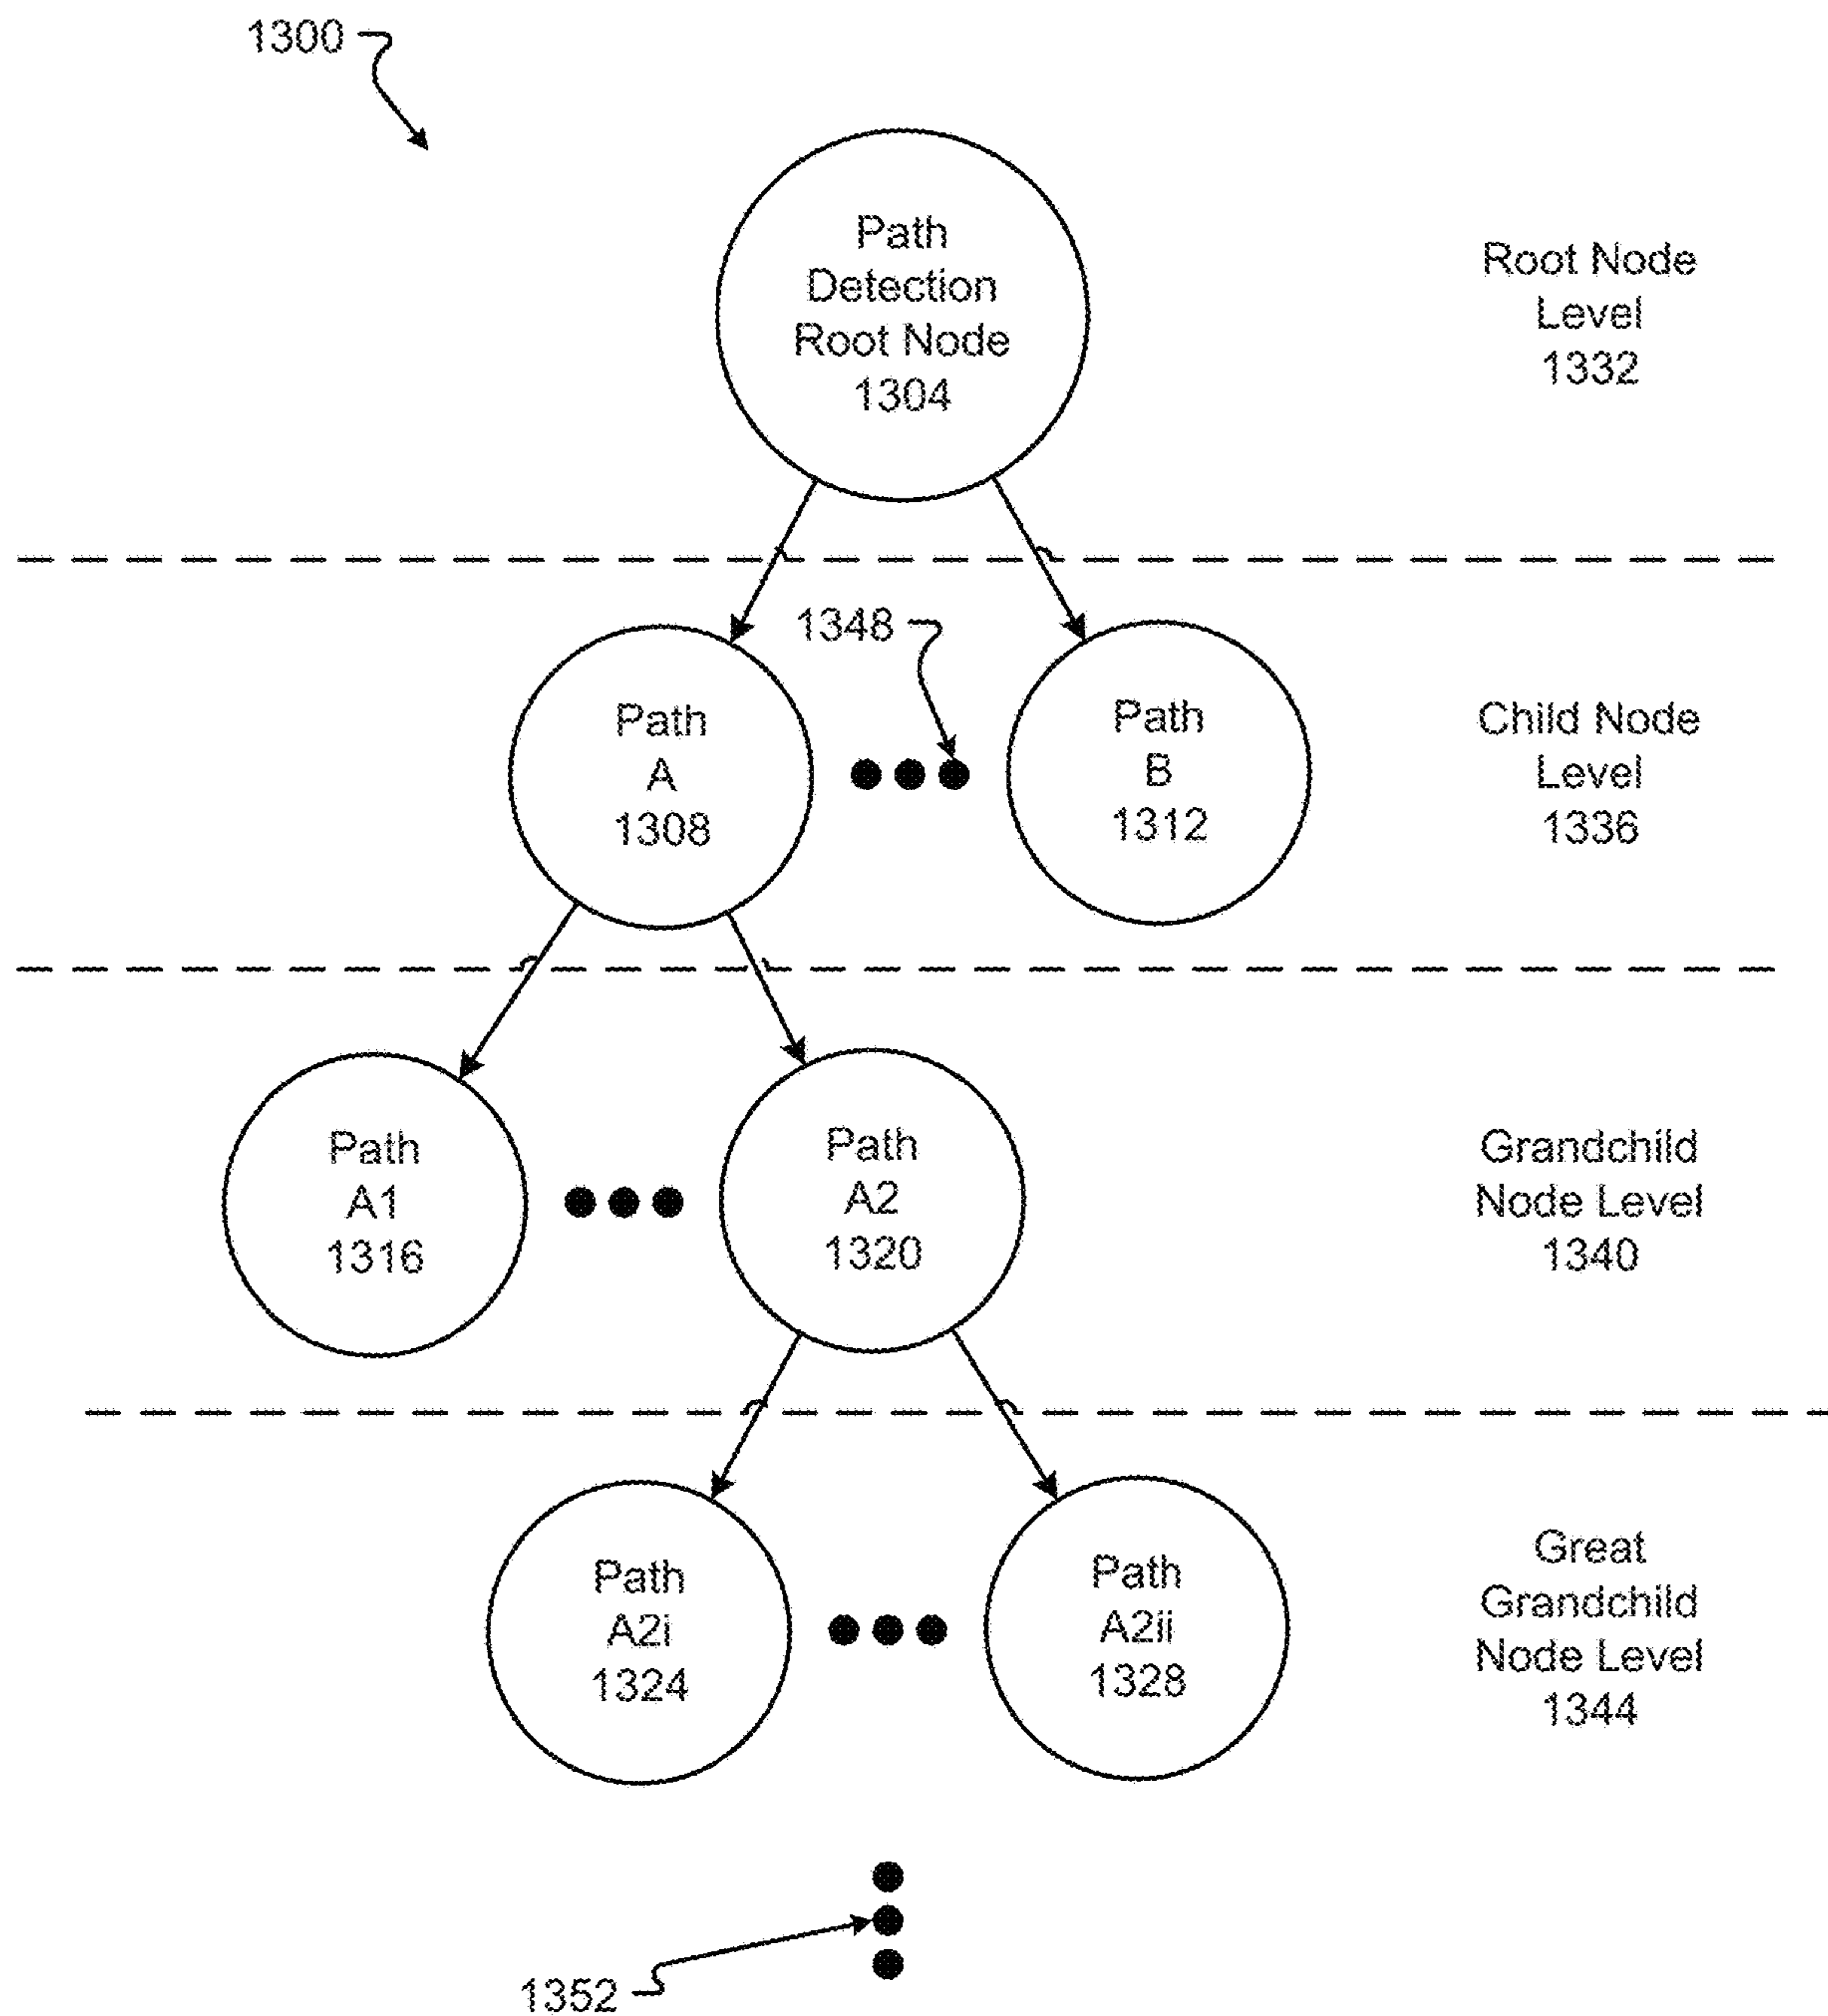 1300
Path
Detection
Root Node
1304
Root Node
Level
1332
1348
Path
A
1308
Path
B
1312
Child Node
Level
1336
Path
A1
1316
Path
A2
1320
Grandchild
Node Level
1340
Path
A2i
1324
Path
A2ii
1328
Great
Grandchild
Node Level
1344
1352